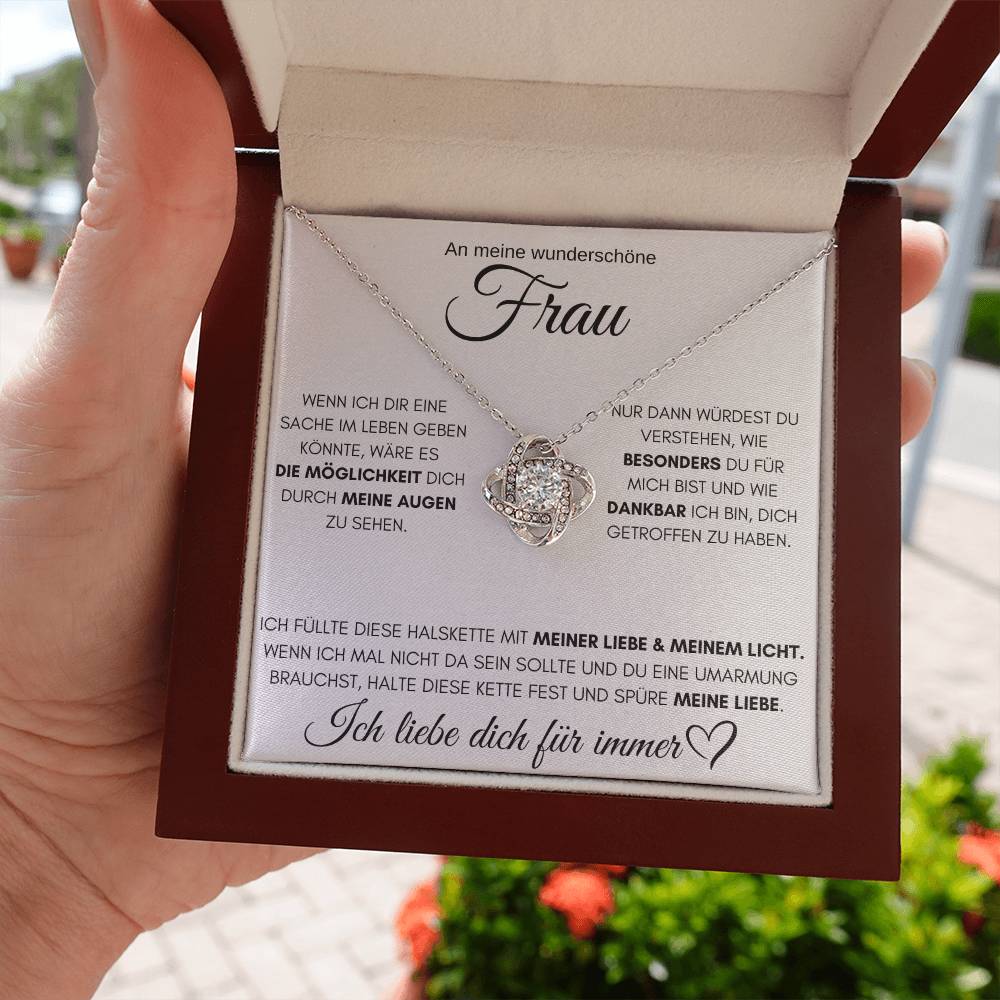 An meine wunderschöne
Frau
WENN ICH DIR EINE
SACHE IM LEBEN GEBEN
KÖNNTE, WÄRE ES
DIE MÖGLICHKEIT DICH
DURCH MEINE AUGEN
ZU SEHEN.
NUR DANN WÜRDEST DU
VERSTEHEN, WIE
BESONDERS DU FÜR
MICH BIST UND WIE
DANKBAR ICH BIN, DICH
GETROFFEN ZU HABEN.
ICH FÜLLTE DIESE HALSKETTE MIT MEINER LIEBE & MEINEM LICHT.
WENN ICH MAL NICHT DA SEIN SOLLTE UND DU EINE UMARMUNG
BRAUCHST, HALTE DIESE KETTE FEST UND SPÜRE MEINE LIEBE.
Ich liebe dich für immer